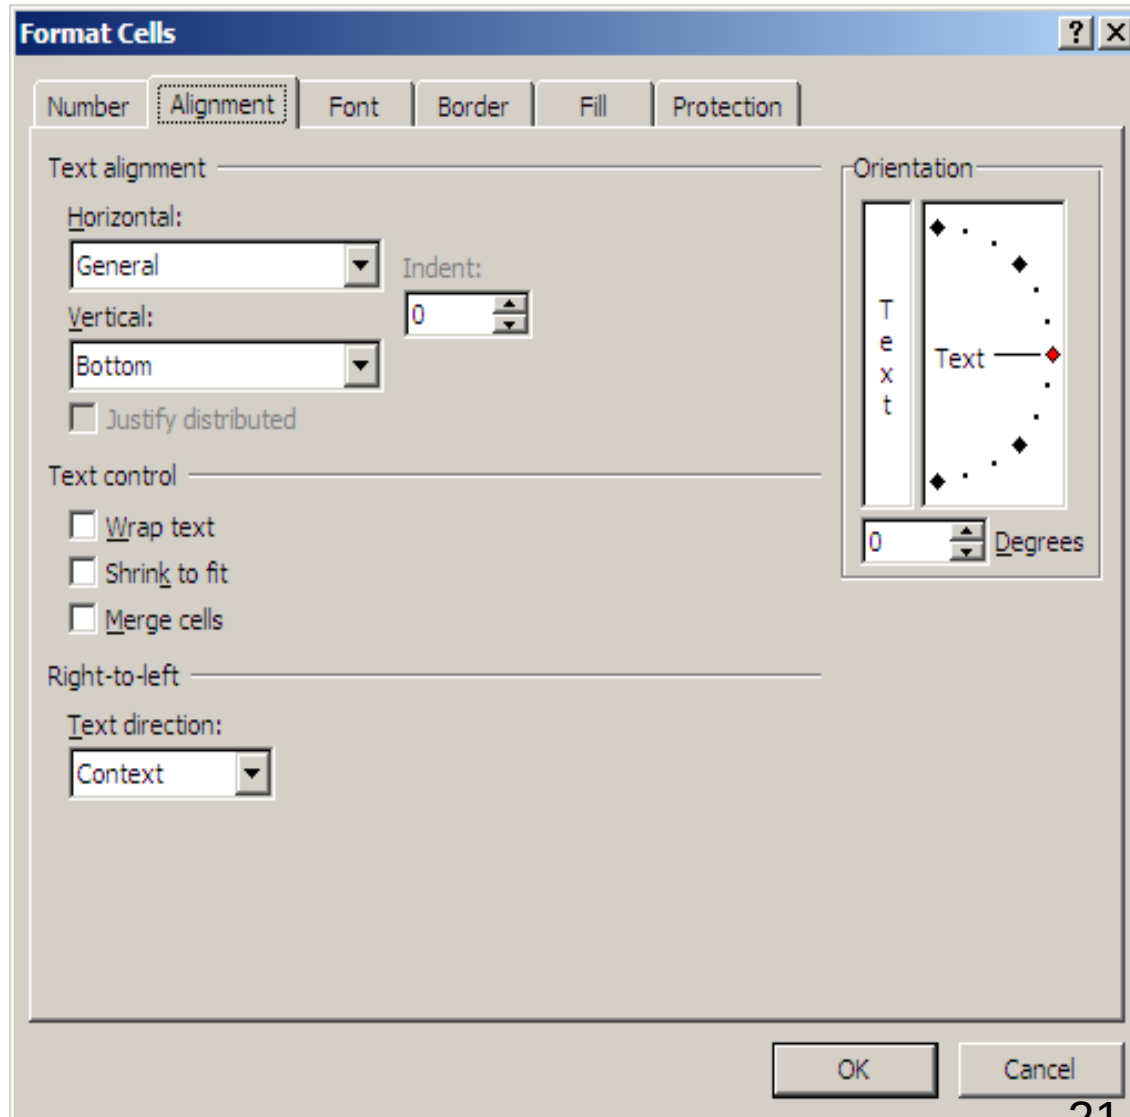 Format Cells
?
Number Alignment Font Border Fill Protection
Text alignment
Horizontal:
General
Indent:
0
Vertical:
Bottom
Justify distributed
Text control
Wrap text
Shrink to fit
Merge cells
Right-to-left
Text direction:
Context
Orientation
Text
Text
0 Degrees
OK Cancel
21